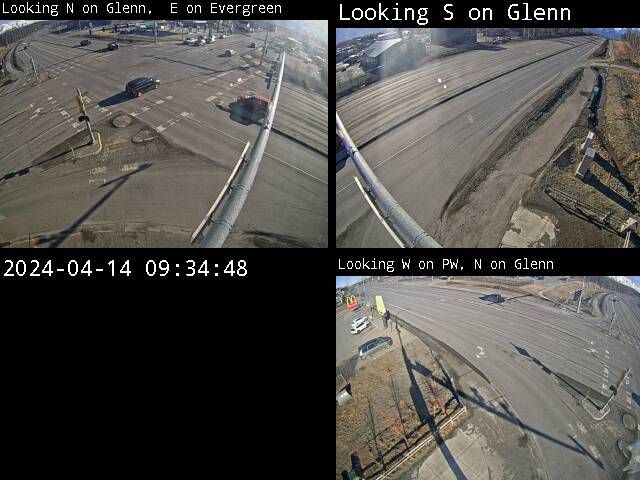 Looking N on Glenn, E on Evergreen
Looking S on Glenn
2024-04-14 09:34:48
Looking W on PW, N on Glenn